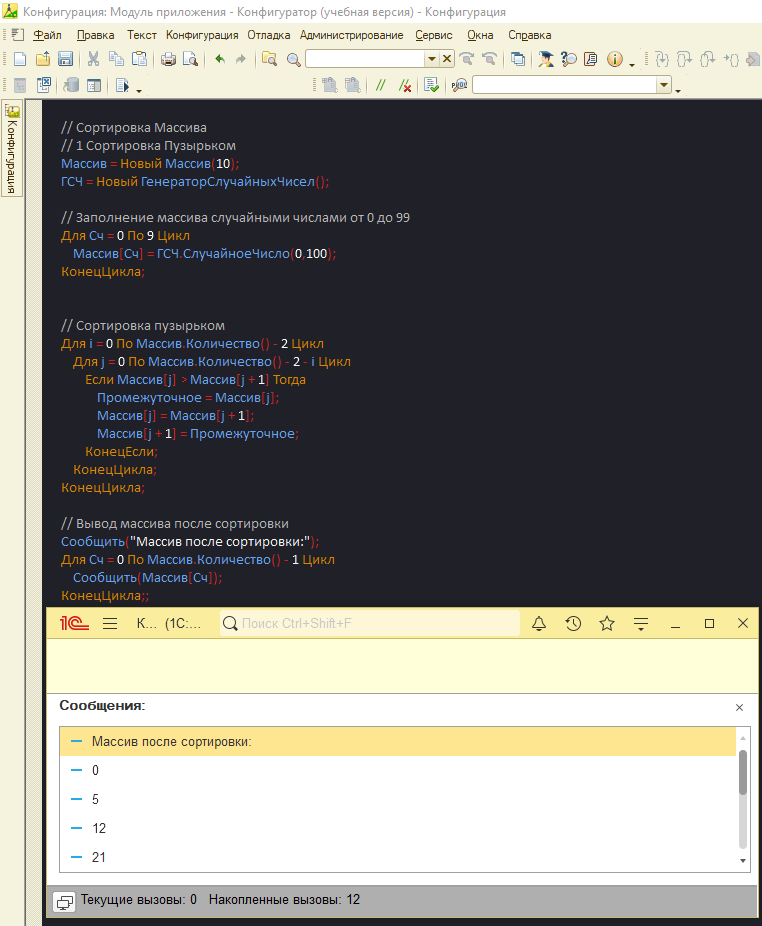 Конфигурация: Модуль приложения - Конфигуратор (учебная версия) - Конфигурация
Файл Правка Текст Конфигурация Отладка Администрирование Сервис Окна Справка
Конфигурация
// Сортировка Массива
// 1 Сортировка Пузырьком
Массив = Новый Массив(10);
ГСЧ = Новый ГенераторСлучайныхЧисел();
// Заполнение массива случайными числами от 0 до 99
Для Сч = 0 По 9 Цикл
Массив[Сч] = ГСЧ.СлучайноеЧисло(0,100);
КонецЦикла;
// Сортировка пузырьком
Для i = 0 По Массив.Количество() - 2 Цикл
Для j = 0 По Массив.Количество() - 2 - i Цикл
Если Массив[j] > Массив[j + 1] Тогда
Промежуточное = Массив[j];
Массив[j] = Массив[j + 1];
Массив[j + 1] = Промежуточное;
КонецЕсли;
КонецЦикла;
КонецЦикла;
// Вывод массива после сортировки
Сообщить("Массив после сортировки:");
Для Сч = 0 По Массив.Количество() - 1 Цикл
Сообщить(Массив[Сч]);
КонецЦикла;;
1С К... (1С:... Поиск Ctrl+Shift+F
Сообщения:
Массив после сортировки:
0
5
12
21
Текущие вызовы: 0 Накопленные вызовы: 12